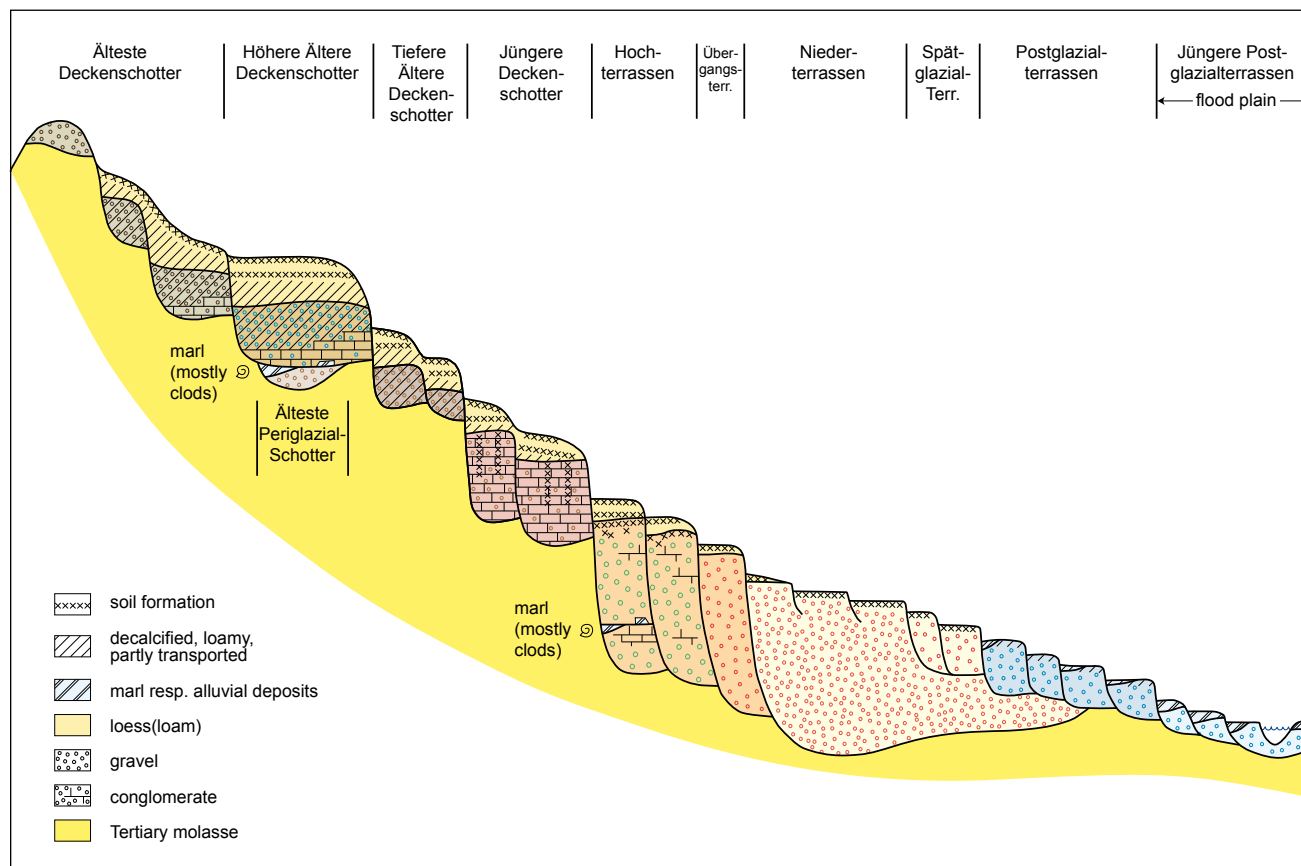 Älteste
Deckenschotter
Höhere Ältere
Deckenschotter
Tiefere
Ältere
Decken-
schotter
Jüngere
Decken-
schotter
Hoch-
terrassen
Über-
gangs-
terr.
Nieder-
terrassen
Spät-
glazial-
Terr.
Postglazial-
terrassen
Jüngere Post-
glazialterrassen
flood plain
marl
(mostly
clods)
Älteste
Periglazial-
Schotter
marl
(mostly
clods)
soil formation
decalcified, loamy,
partly transported
marl resp. alluvial deposits
loess(loam)
gravel
conglomerate
Tertiary molasse